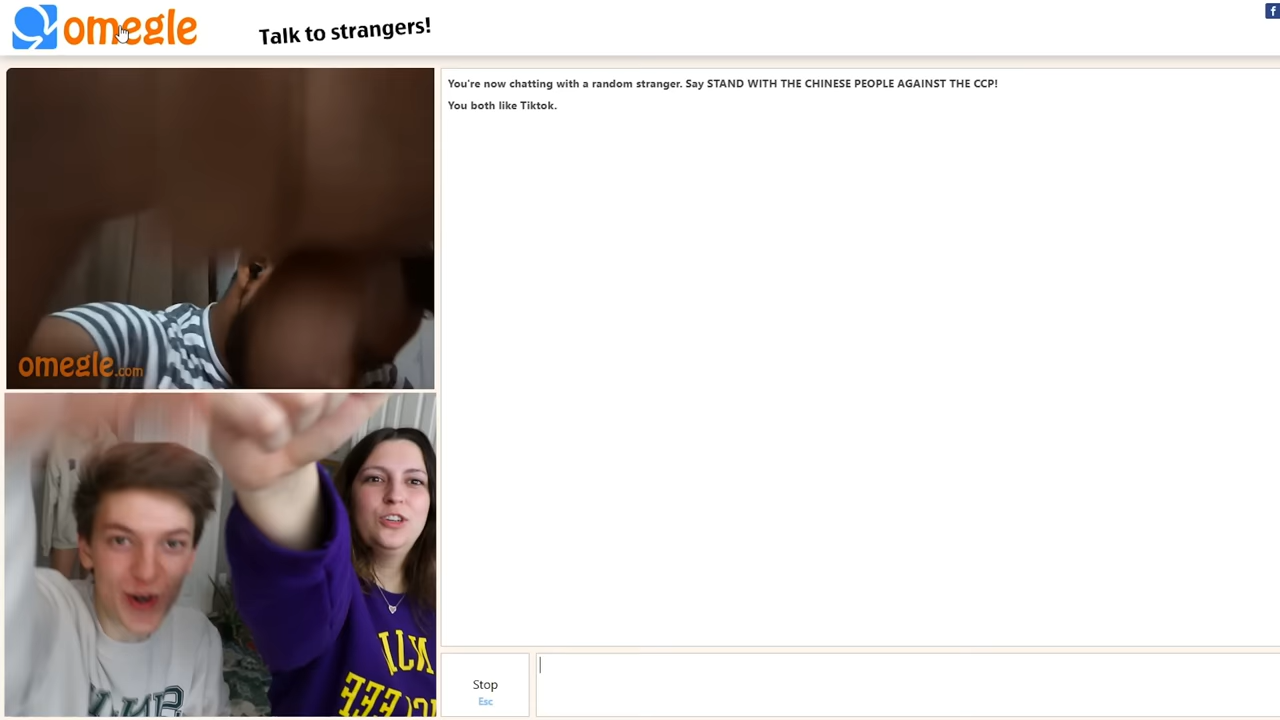 omegle
Talk to strangers!
f
You're now chatting with a random stranger. Say STAND WITH THE CHINESE PEOPLE AGAINST THE CCP!
You both like Tiktok.
omegle.com
Stop
Esc